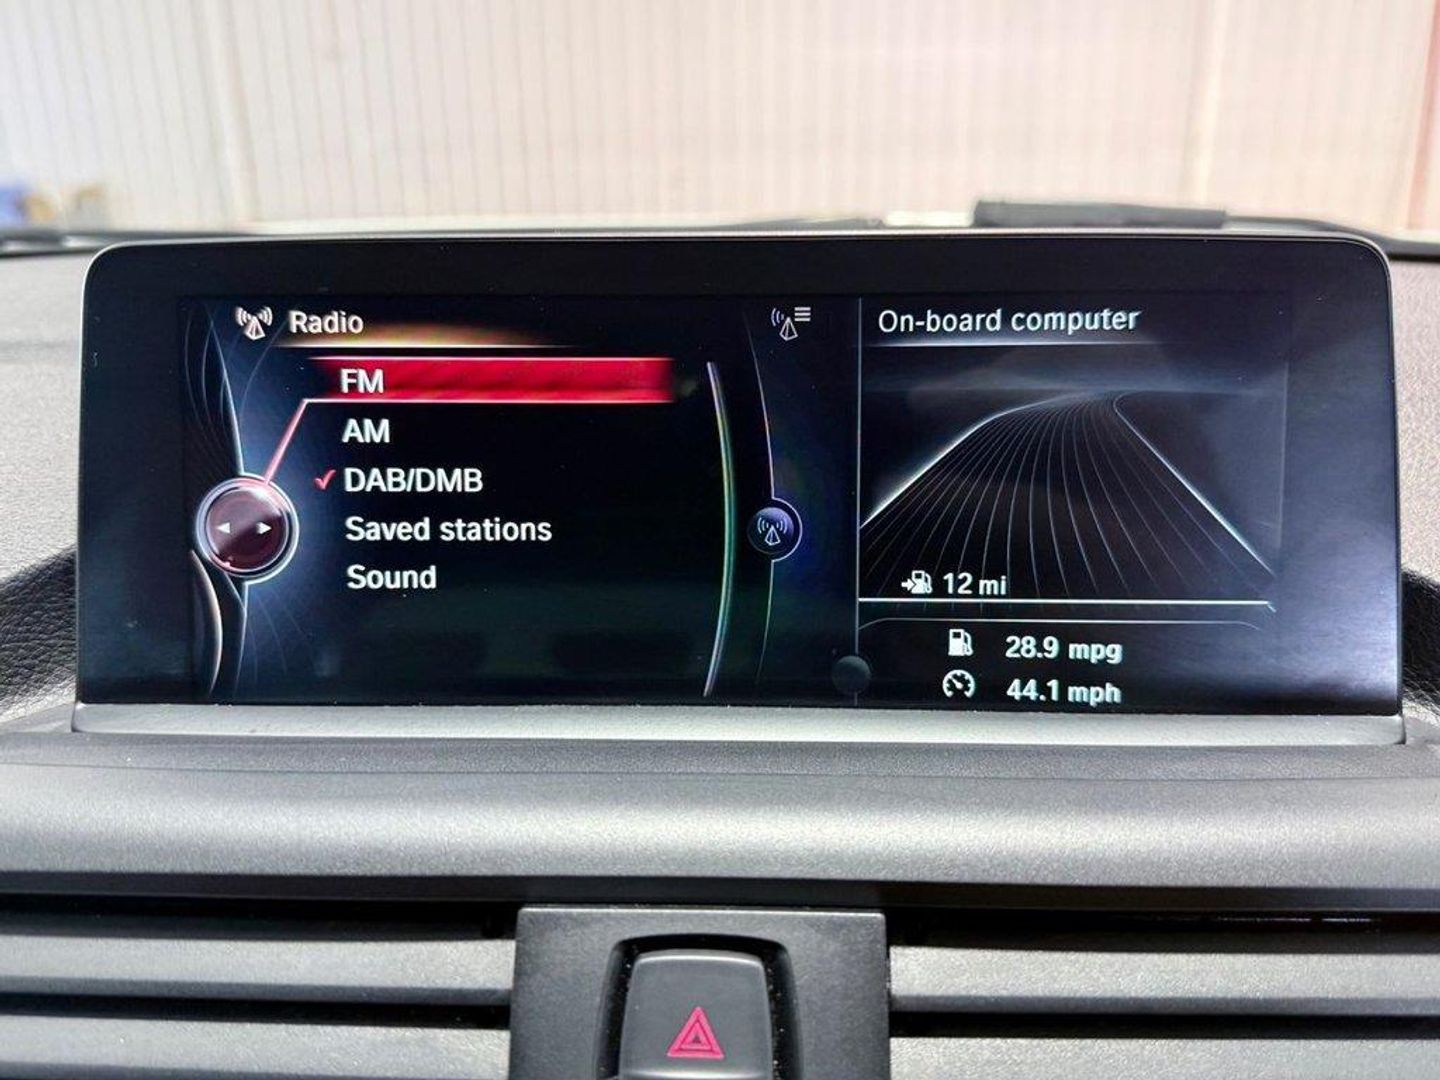 Radio
FM
AM
DAB/DMB
Saved stations
Sound
On-board computer
12 mi
28.9 mpg
44.1 mph